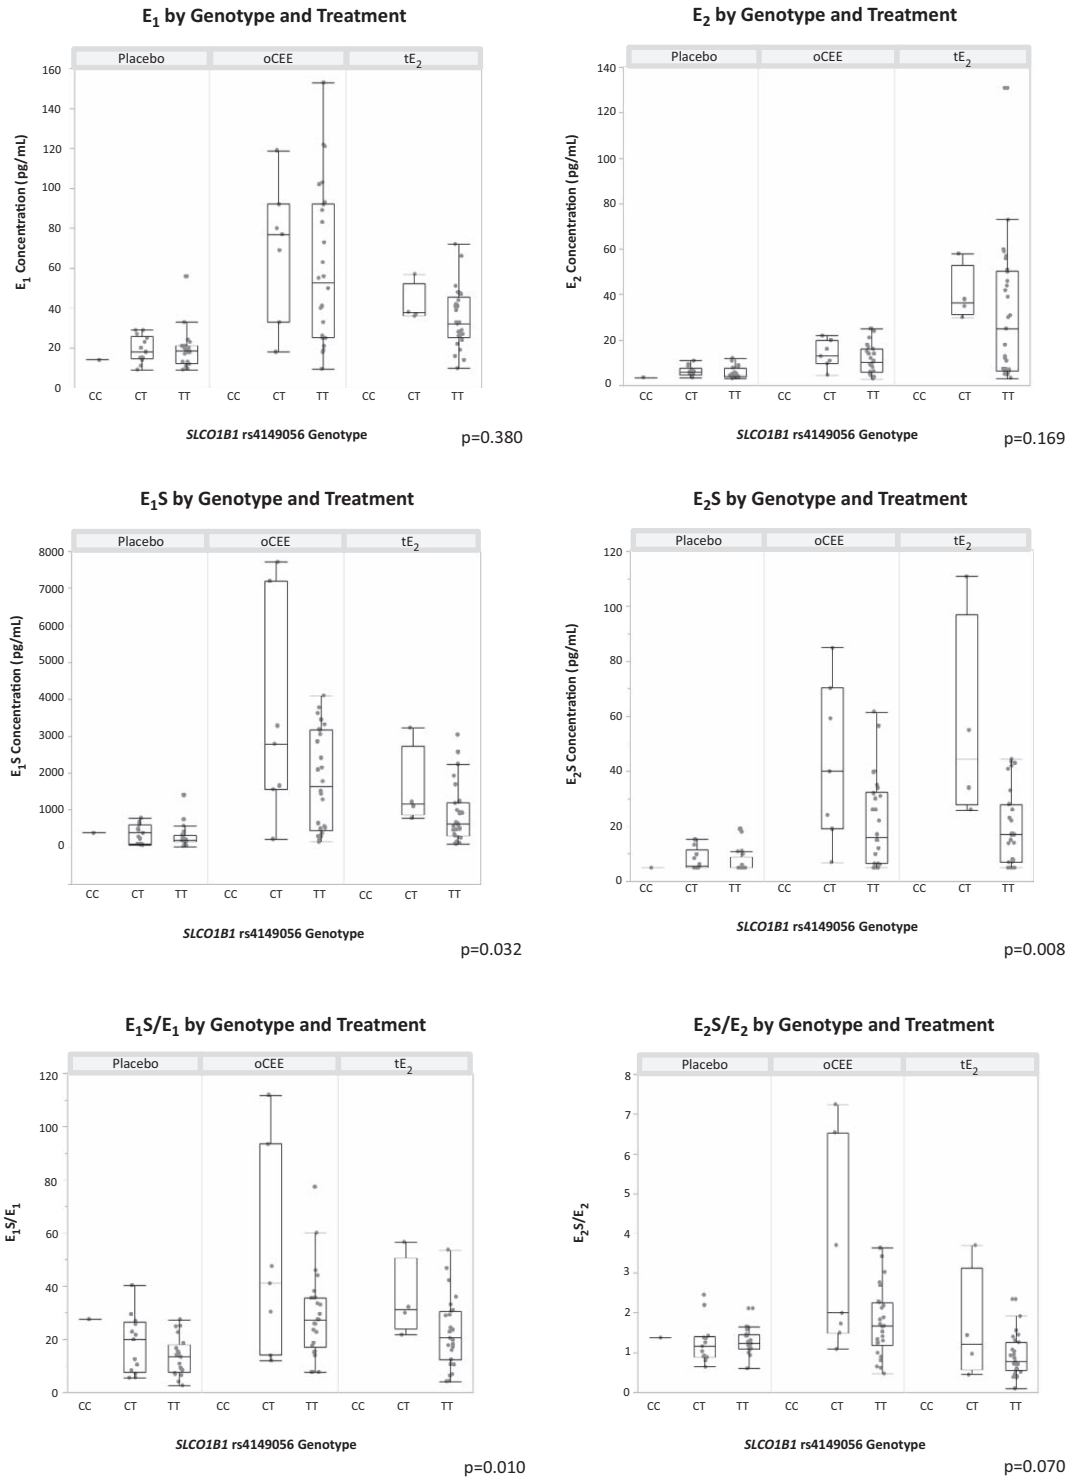 E1 by Genotype and Treatment
Placebo oCEE tE2
160
140
120
100
80
60
40
20
0
E1 Concentration (pg/mL)
CC CT TT CC CT TT CC CT TT
SLCO1B1 rs4149056 Genotype
p=0.380
E2 by Genotype and Treatment
Placebo oCEE tE2
140
120
100
80
60
40
20
0
E2 Concentration (pg/mL)
CC CT TT CC CT TT CC CT TT
SLCO1B1 rs4149056 Genotype
p=0.169
E1S by Genotype and Treatment
Placebo oCEE tE2
8000
7000
6000
5000
4000
3000
2000
1000
0
E1S Concentration (pg/mL)
CC CT TT CC CT TT CC CT TT
SLCO1B1 rs4149056 Genotype
p=0.032
E2S by Genotype and Treatment
Placebo oCEE tE2
120
100
80
60
40
20
0
E2S Concentration (pg/mL)
CC CT TT CC CT TT CC CT TT
SLCO1B1 rs4149056 Genotype
p=0.008
E1S/E1 by Genotype and Treatment
Placebo oCEE tE2
120
100
80
60
40
20
0
E1S/E1
CC CT TT CC CT TT CC CT TT
SLCO1B1 rs4149056 Genotype
p=0.010
E2S/E2 by Genotype and Treatment
Placebo oCEE tE2
8
7
6
5
4
3
2
1
0
E2S/E2
CC CT TT CC CT TT CC CT TT
SLCO1B1 rs4149056 Genotype
p=0.070